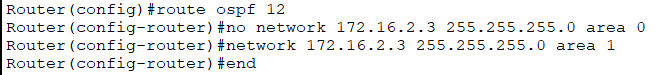 Router(config)#route ospf 12
Router(config-router)#no network 172.16.2.3 255.255.255.0 area 0
Router(config-router)#network 172.16.2.3 255.255.255.0 area 1
Router(config-router)#end